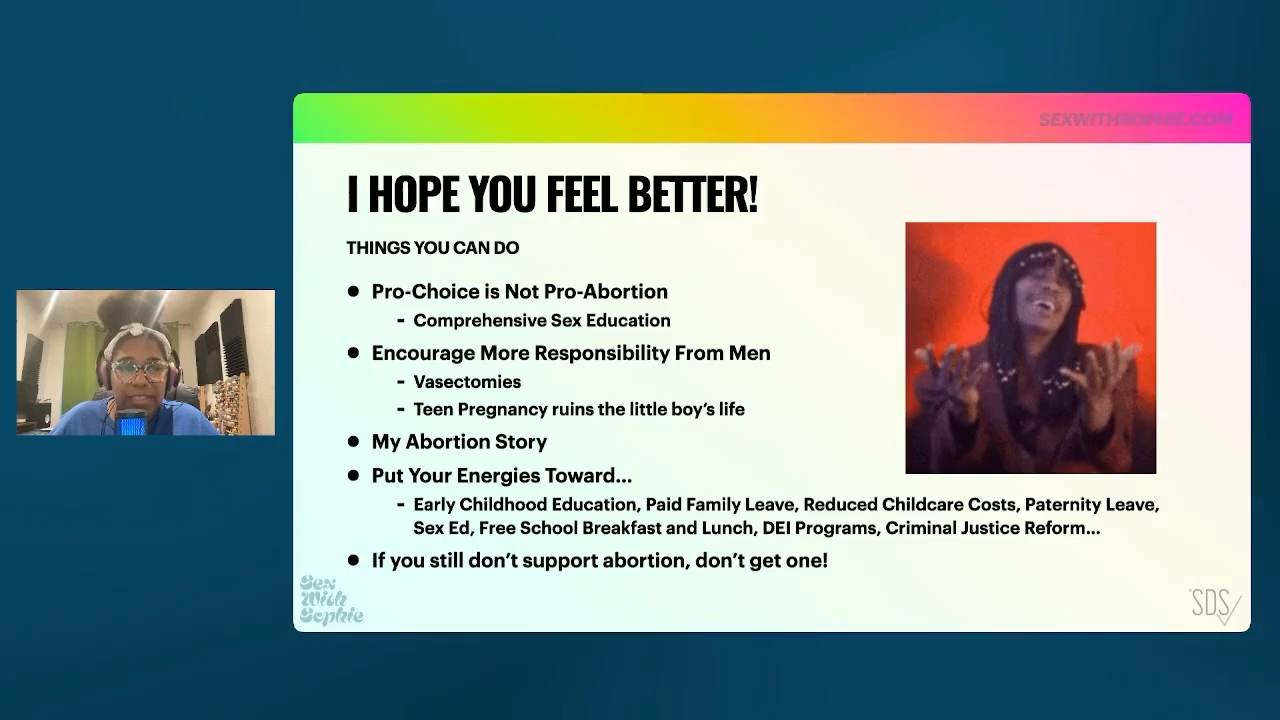 SEXWITHSOPHIE.COM
I HOPE YOU FEEL BETTER!
THINGS YOU CAN DO
● Pro-Choice is Not Pro-Abortion
- Comprehensive Sex Education
● Encourage More Responsibility From Men
- Vasectomies
- Teen Pregnancy ruins the little boy's life
● My Abortion Story
● Put Your Energies Toward...
- Early Childhood Education, Paid Family Leave, Reduced Childcare Costs, Paternity Leave,
Sex Ed, Free School Breakfast and Lunch, DEI Programs, Criminal Justice Reform...
● If you still don't support abortion, don't get one!
Sex
With
Sophie
SDS